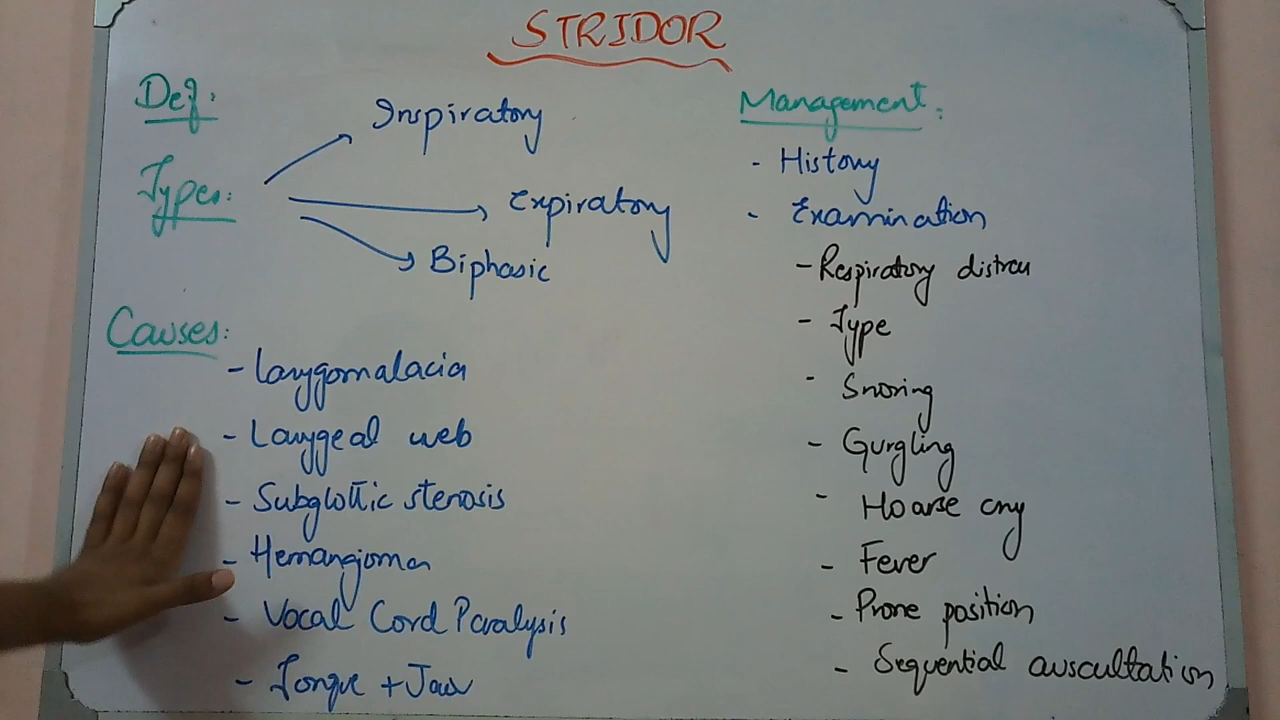 STRIDOR
Def:
Types:
Inspiratory
Expiratory
Biphasic
Causes:
- Larygomalacia
- Larygeal web
- Subglottic stenosis
- Hemangioma
- Vocal Cord Paralysis
- Tongue + Jaw
Management:
- History
- Examination
- Respiratory distress
- Type
- Snoring
- Gurgling
- Hoarse cry
- Fever
- Prone position
- Sequential auscultation